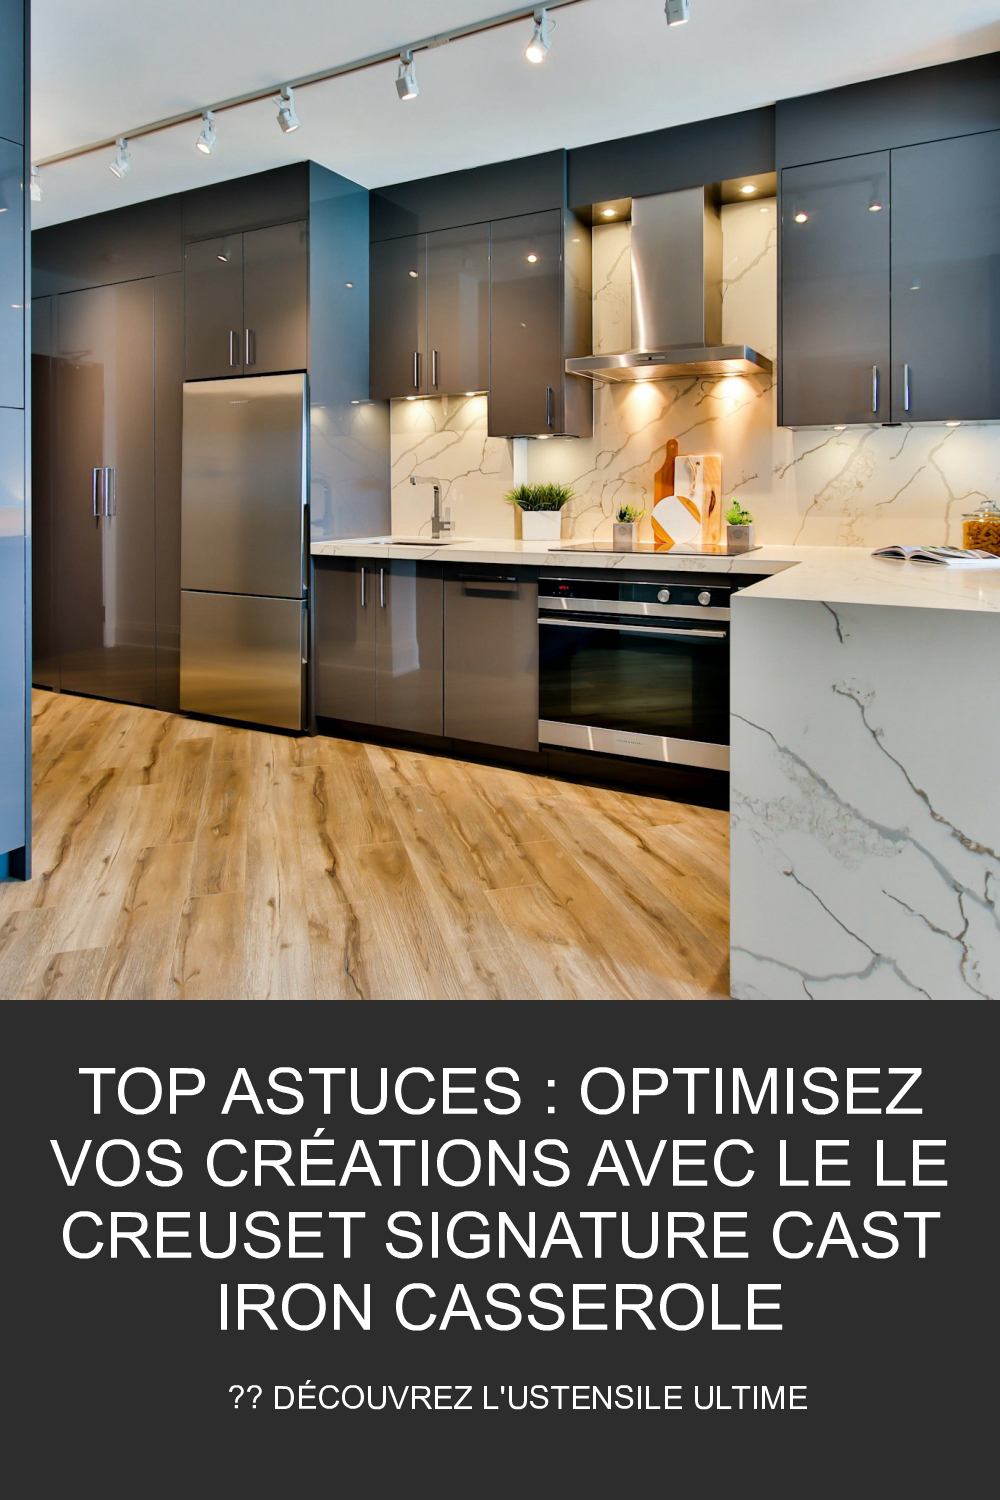 TOP ASTUCES : OPTIMISEZ
VOS CRÉATIONS AVEC LE LE
CREUSET SIGNATURE CAST
IRON CASSEROLE
?? DÉCOUVREZ L'USTENSILE ULTIME